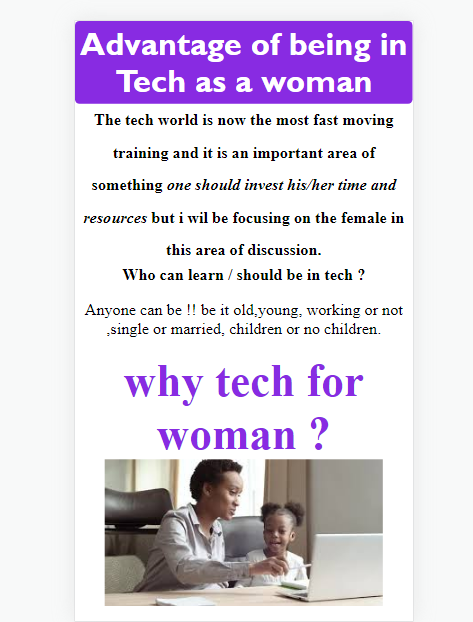 Advantage of being in
Tech as a woman
The tech world is now the most fast moving
training and it is an important area of
something one should invest his/her time and
resources but i wil be focusing on the female in
this area of discussion.
Who can learn / should be in tech ?
Anyone can be !! be it old,young, working or not
,single or married, children or no children.
why tech for
woman ?